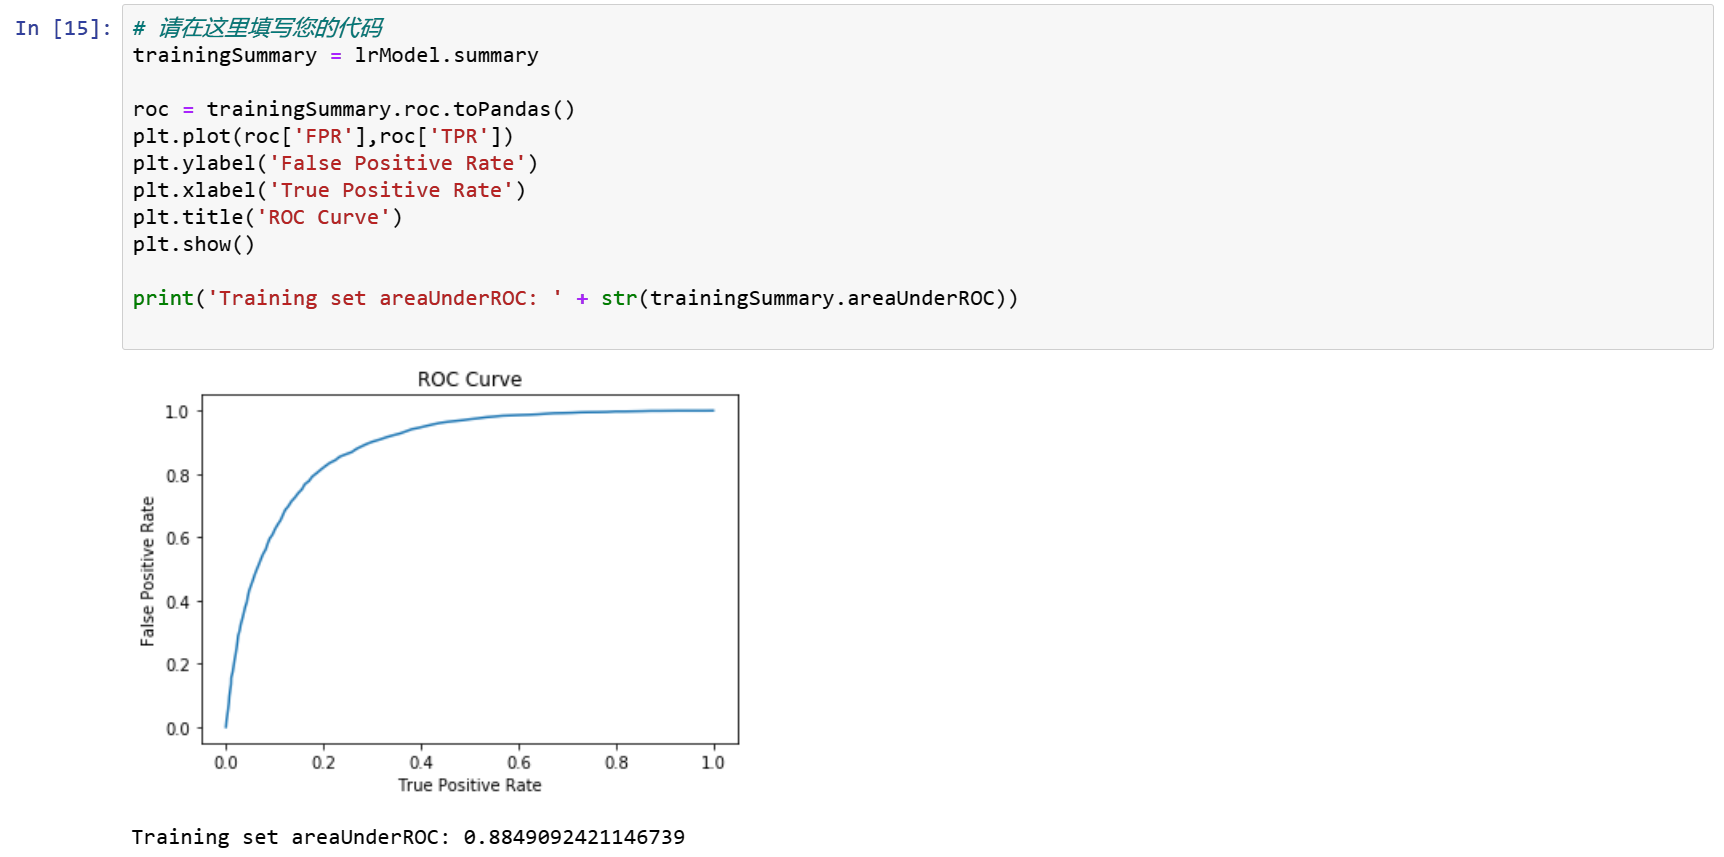 In [15]: # 请在这里填写您的代码
trainingSummary = lrModel.summary
roc = trainingSummary.roc.toPandas()
plt.plot(roc['FPR'],roc['TPR'])
plt.ylabel('False Positive Rate')
plt.xlabel('True Positive Rate')
plt.title('ROC Curve')
plt.show()
print('Training set areaUnderROC: ' + str(trainingSummary.areaUnderROC))
ROC Curve
1.0
0.8
0.6
0.4
0.2
0.0
False Positive Rate
0.0 0.2 0.4 0.6 0.8 1.0
True Positive Rate
Training set areaUnderROC: 0.8849092421146739